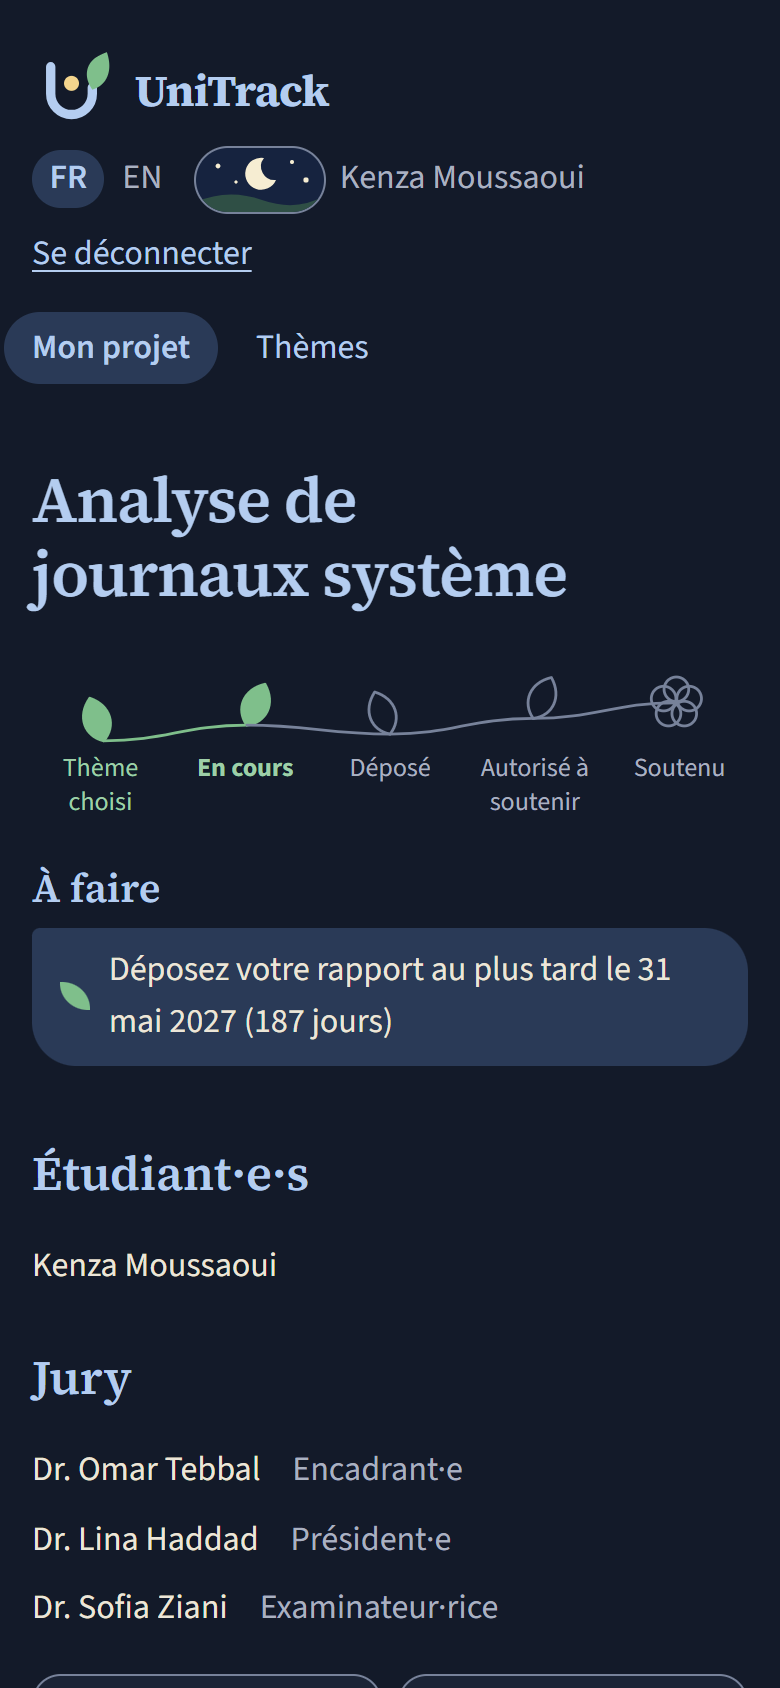 UniTrack
FR EN Kenza Moussaoui
Se déconnecter
Mon projet Thèmes
Analyse de
journaux système
Thème choisi
En cours
Déposé
Autorisé à soutenir
Soutenu
À faire
Déposez votre rapport au plus tard le 31
mai 2027 (187 jours)
Étudiant·e·s
Kenza Moussaoui
Jury
Dr. Omar Tebbal Encadrant·e
Dr. Lina Haddad Président·e
Dr. Sofia Ziani Examinateur·rice